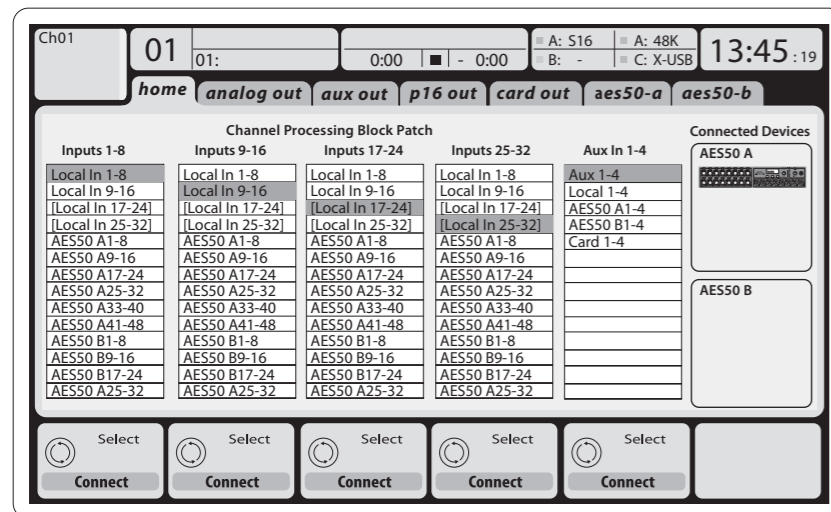 Ch01
01
01:
0:00 - 0:00
A: S16
B: -
A: 48K
C: X-USB
13:45 :19
home analog out aux out p16 out card out aes50-a aes50-b
Channel Processing Block Patch
Connected Devices
Inputs 1-8 Inputs 9-16 Inputs 17-24 Inputs 25-32 Aux In 1-4
AES50 A
Local In 1-8 Local In 1-8 Local In 1-8 Local In 1-8 Aux 1-4
Local In 9-16 Local In 9-16 Local In 9-16 Local In 9-16 Local 1-4
[Local In 17-24] [Local In 17-24] [Local In 17-24] [Local In 17-24] AES50 A1-4
[Local In 25-32] [Local In 25-32] [Local In 25-32] [Local In 25-32] AES50 B1-4
AES50 A1-8 AES50 A1-8 AES50 A1-8 AES50 A1-8 Card 1-4
AES50 A9-16 AES50 A9-16 AES50 A9-16 AES50 A9-16
AES50 A17-24 AES50 A17-24 AES50 A17-24 AES50 A17-24
AES50 A25-32 AES50 A25-32 AES50 A25-32 AES50 A25-32
AES50 B
AES50 A33-40 AES50 A33-40 AES50 A33-40 AES50 A33-40
AES50 A41-48 AES50 A41-48 AES50 A41-48 AES50 A41-48
AES50 B1-8 AES50 B1-8 AES50 B1-8 AES50 B1-8
AES50 B9-16 AES50 B9-16 AES50 B9-16 AES50 B9-16
AES50 B17-24 AES50 B17-24 AES50 B17-24 AES50 B17-24
AES50 A25-32 AES50 A25-32 AES50 A25-32 AES50 A25-32
Select Select Select Select Select
Connect Connect Connect Connect Connect